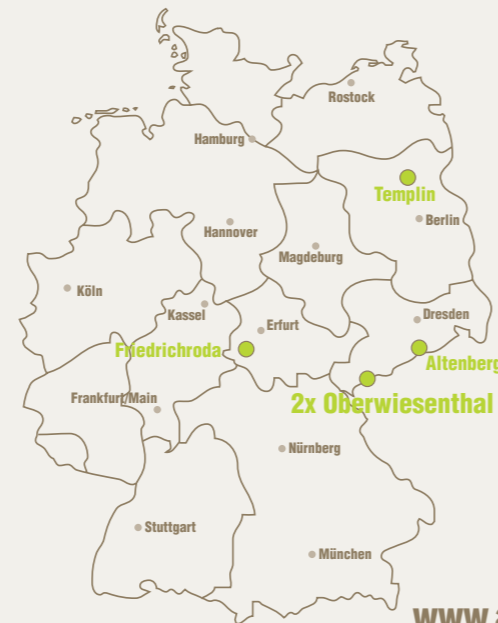 Rostock
Hamburg
Templin
Berlin
Hannover
Magdeburg
Köln
Kassel
Erfurt
Dresden
Friedrichroda
Altenberg
Frankfurt/Main
2x Oberwiesenthal
Nürnberg
Stuttgart
München